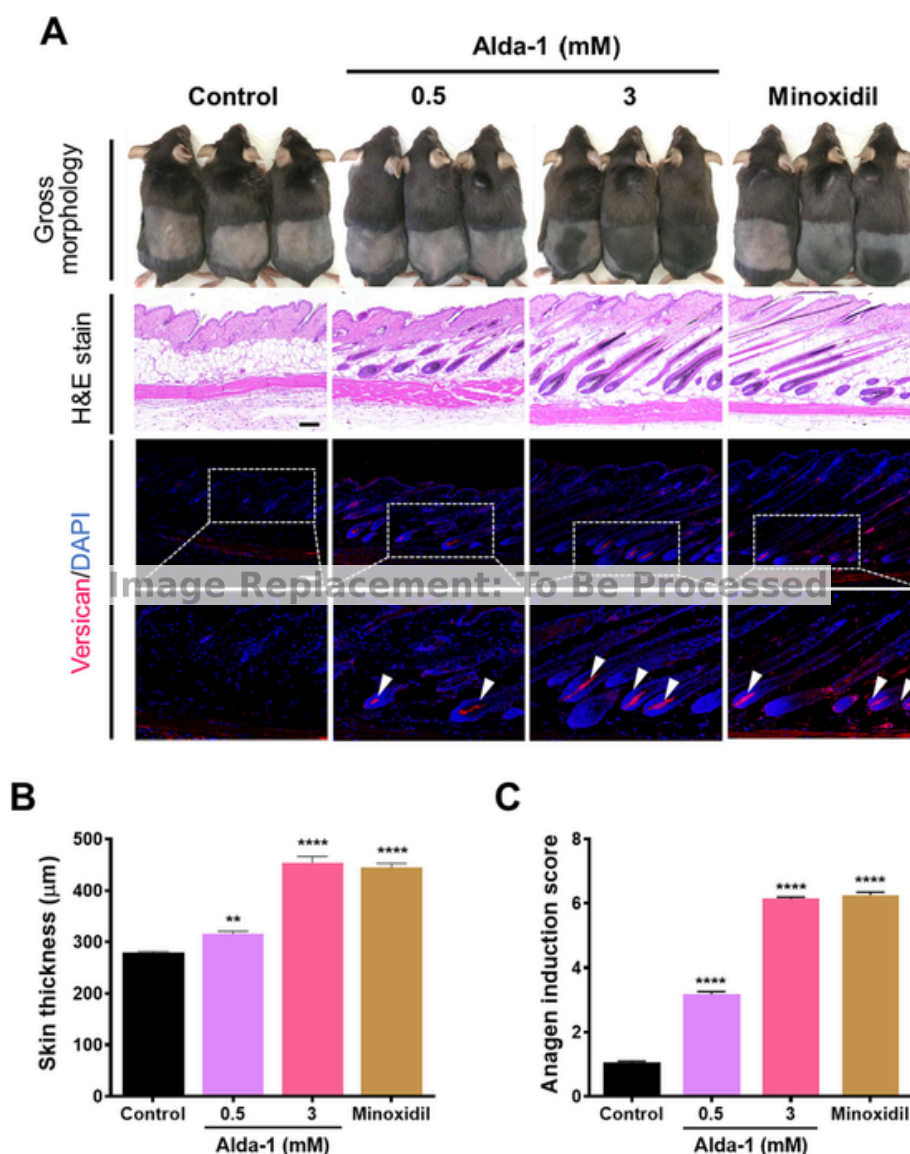 A
Alda-1 (mM)
Control
0.5
3
Minoxidil
Gross
morphology
H&E stain
Versican/DAPI
Image Replacement: To Be Processed
B
Skin thickness (μm)
500
400
300
200
100
0
**
****
****
Control
0.5
3
Minoxidil
Alda-1 (mM)
C
Anagen induction score
8
6
4
2
0
****
****
****
Control
0.5
3
Minoxidil
Alda-1 (mM)